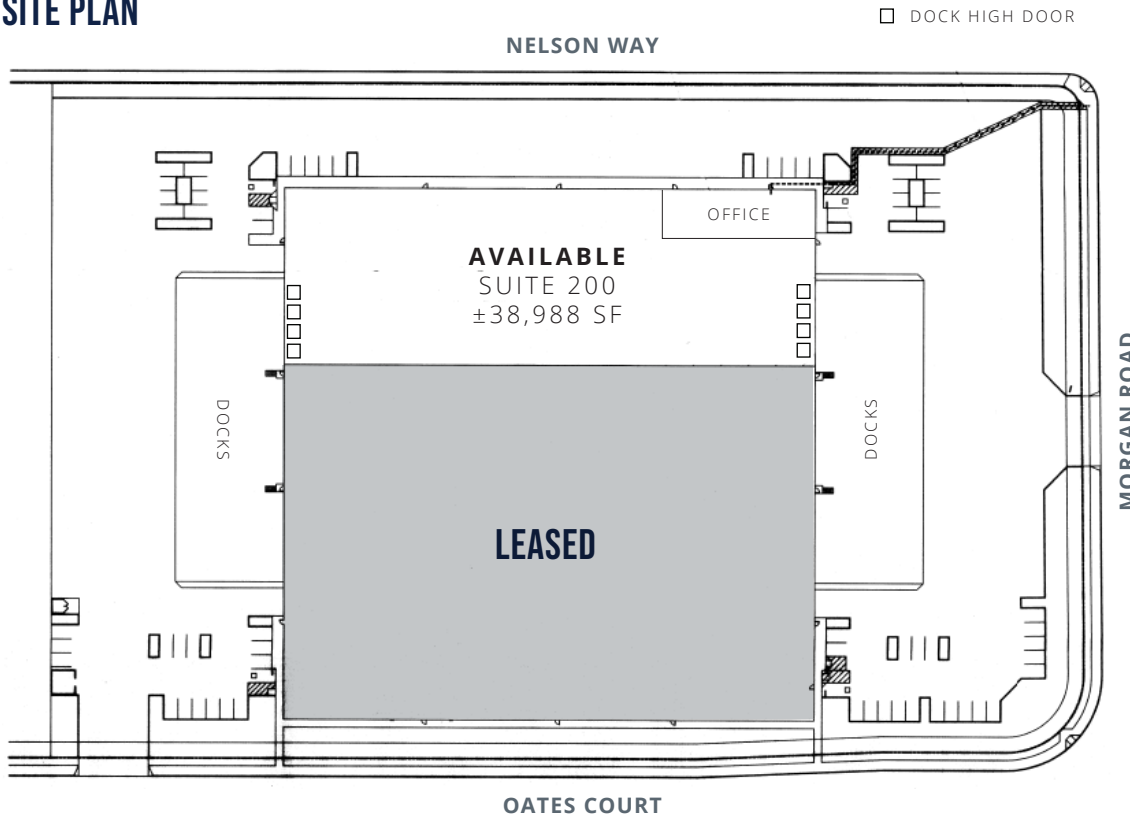 SITE PLAN
DOCK HIGH DOOR
NELSON WAY
OFFICE
AVAILABLE
SUITE 200
±38,988 SF
DOCKS
DOCKS
MORGAN ROAD
LEASED
OATES COURT